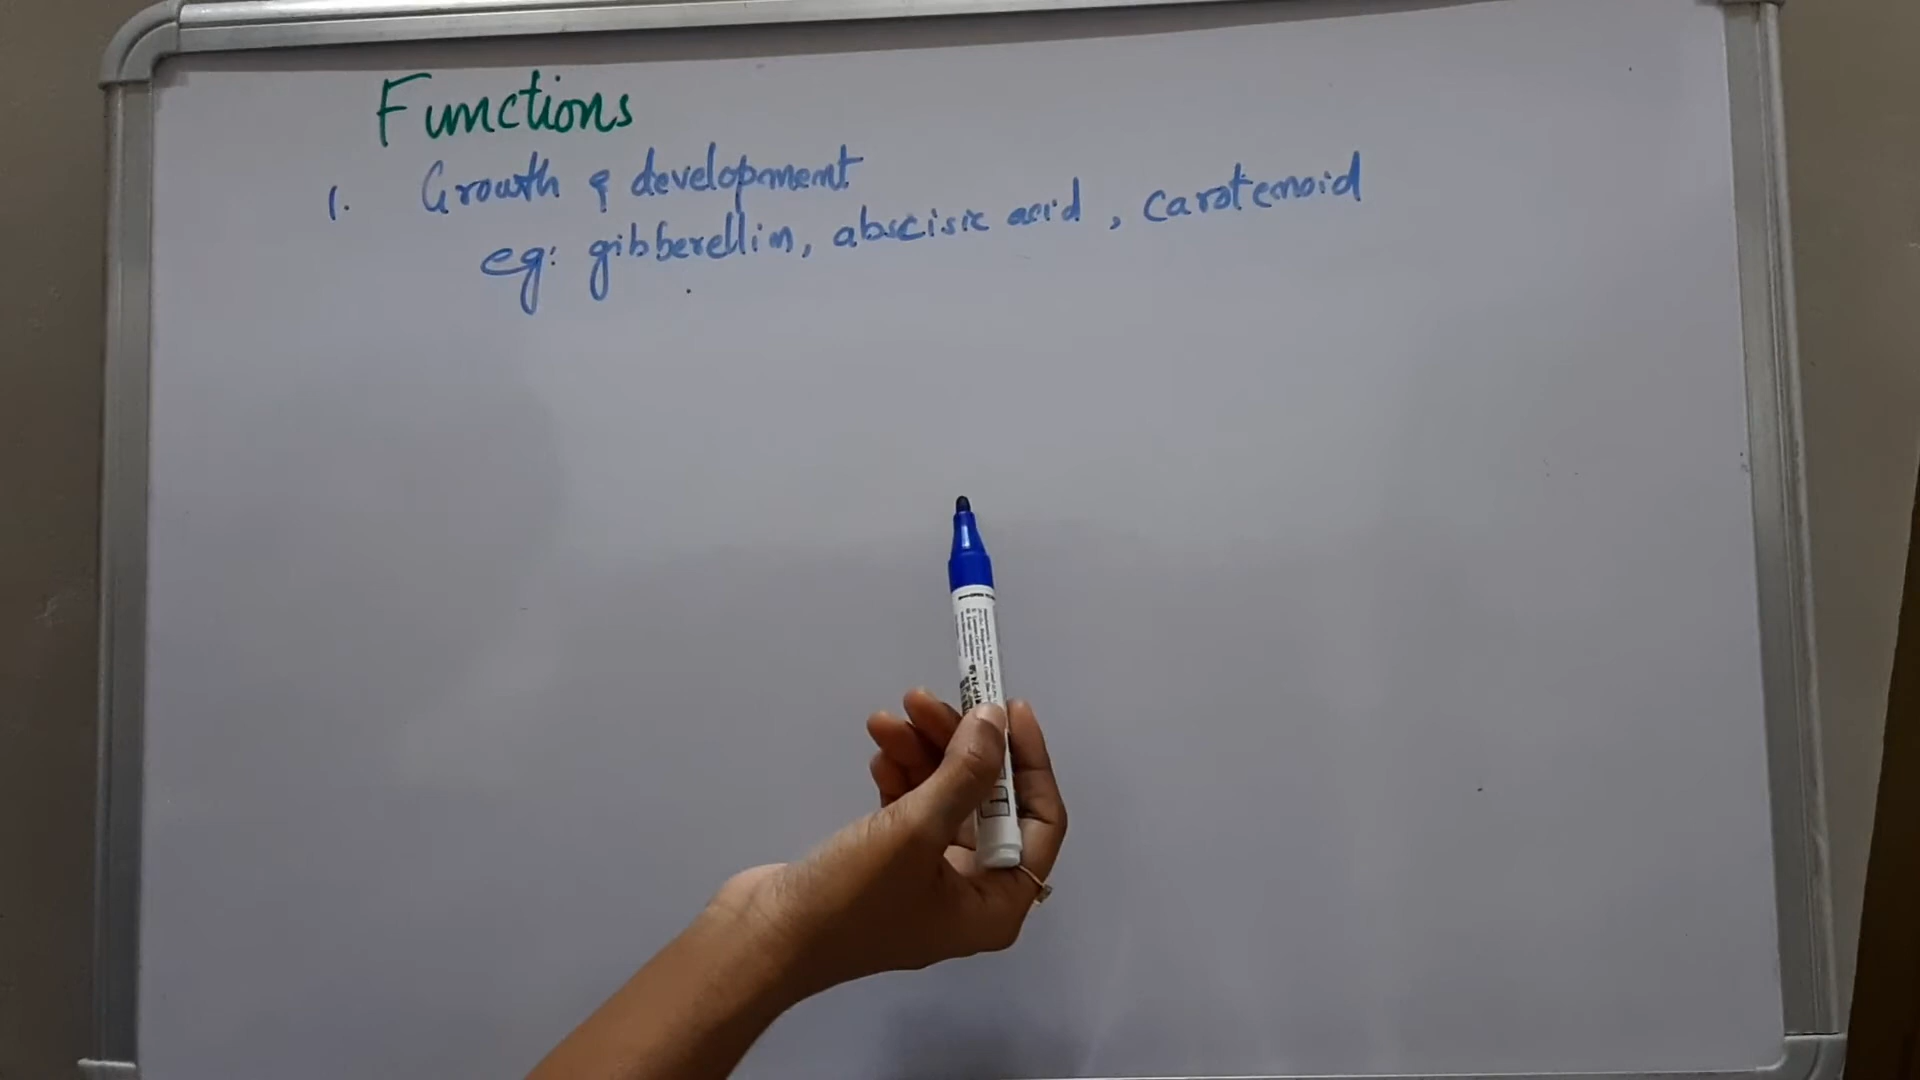 Functions
1. Growth & development
eg: gibberellin, abscisic acid, carotenoid